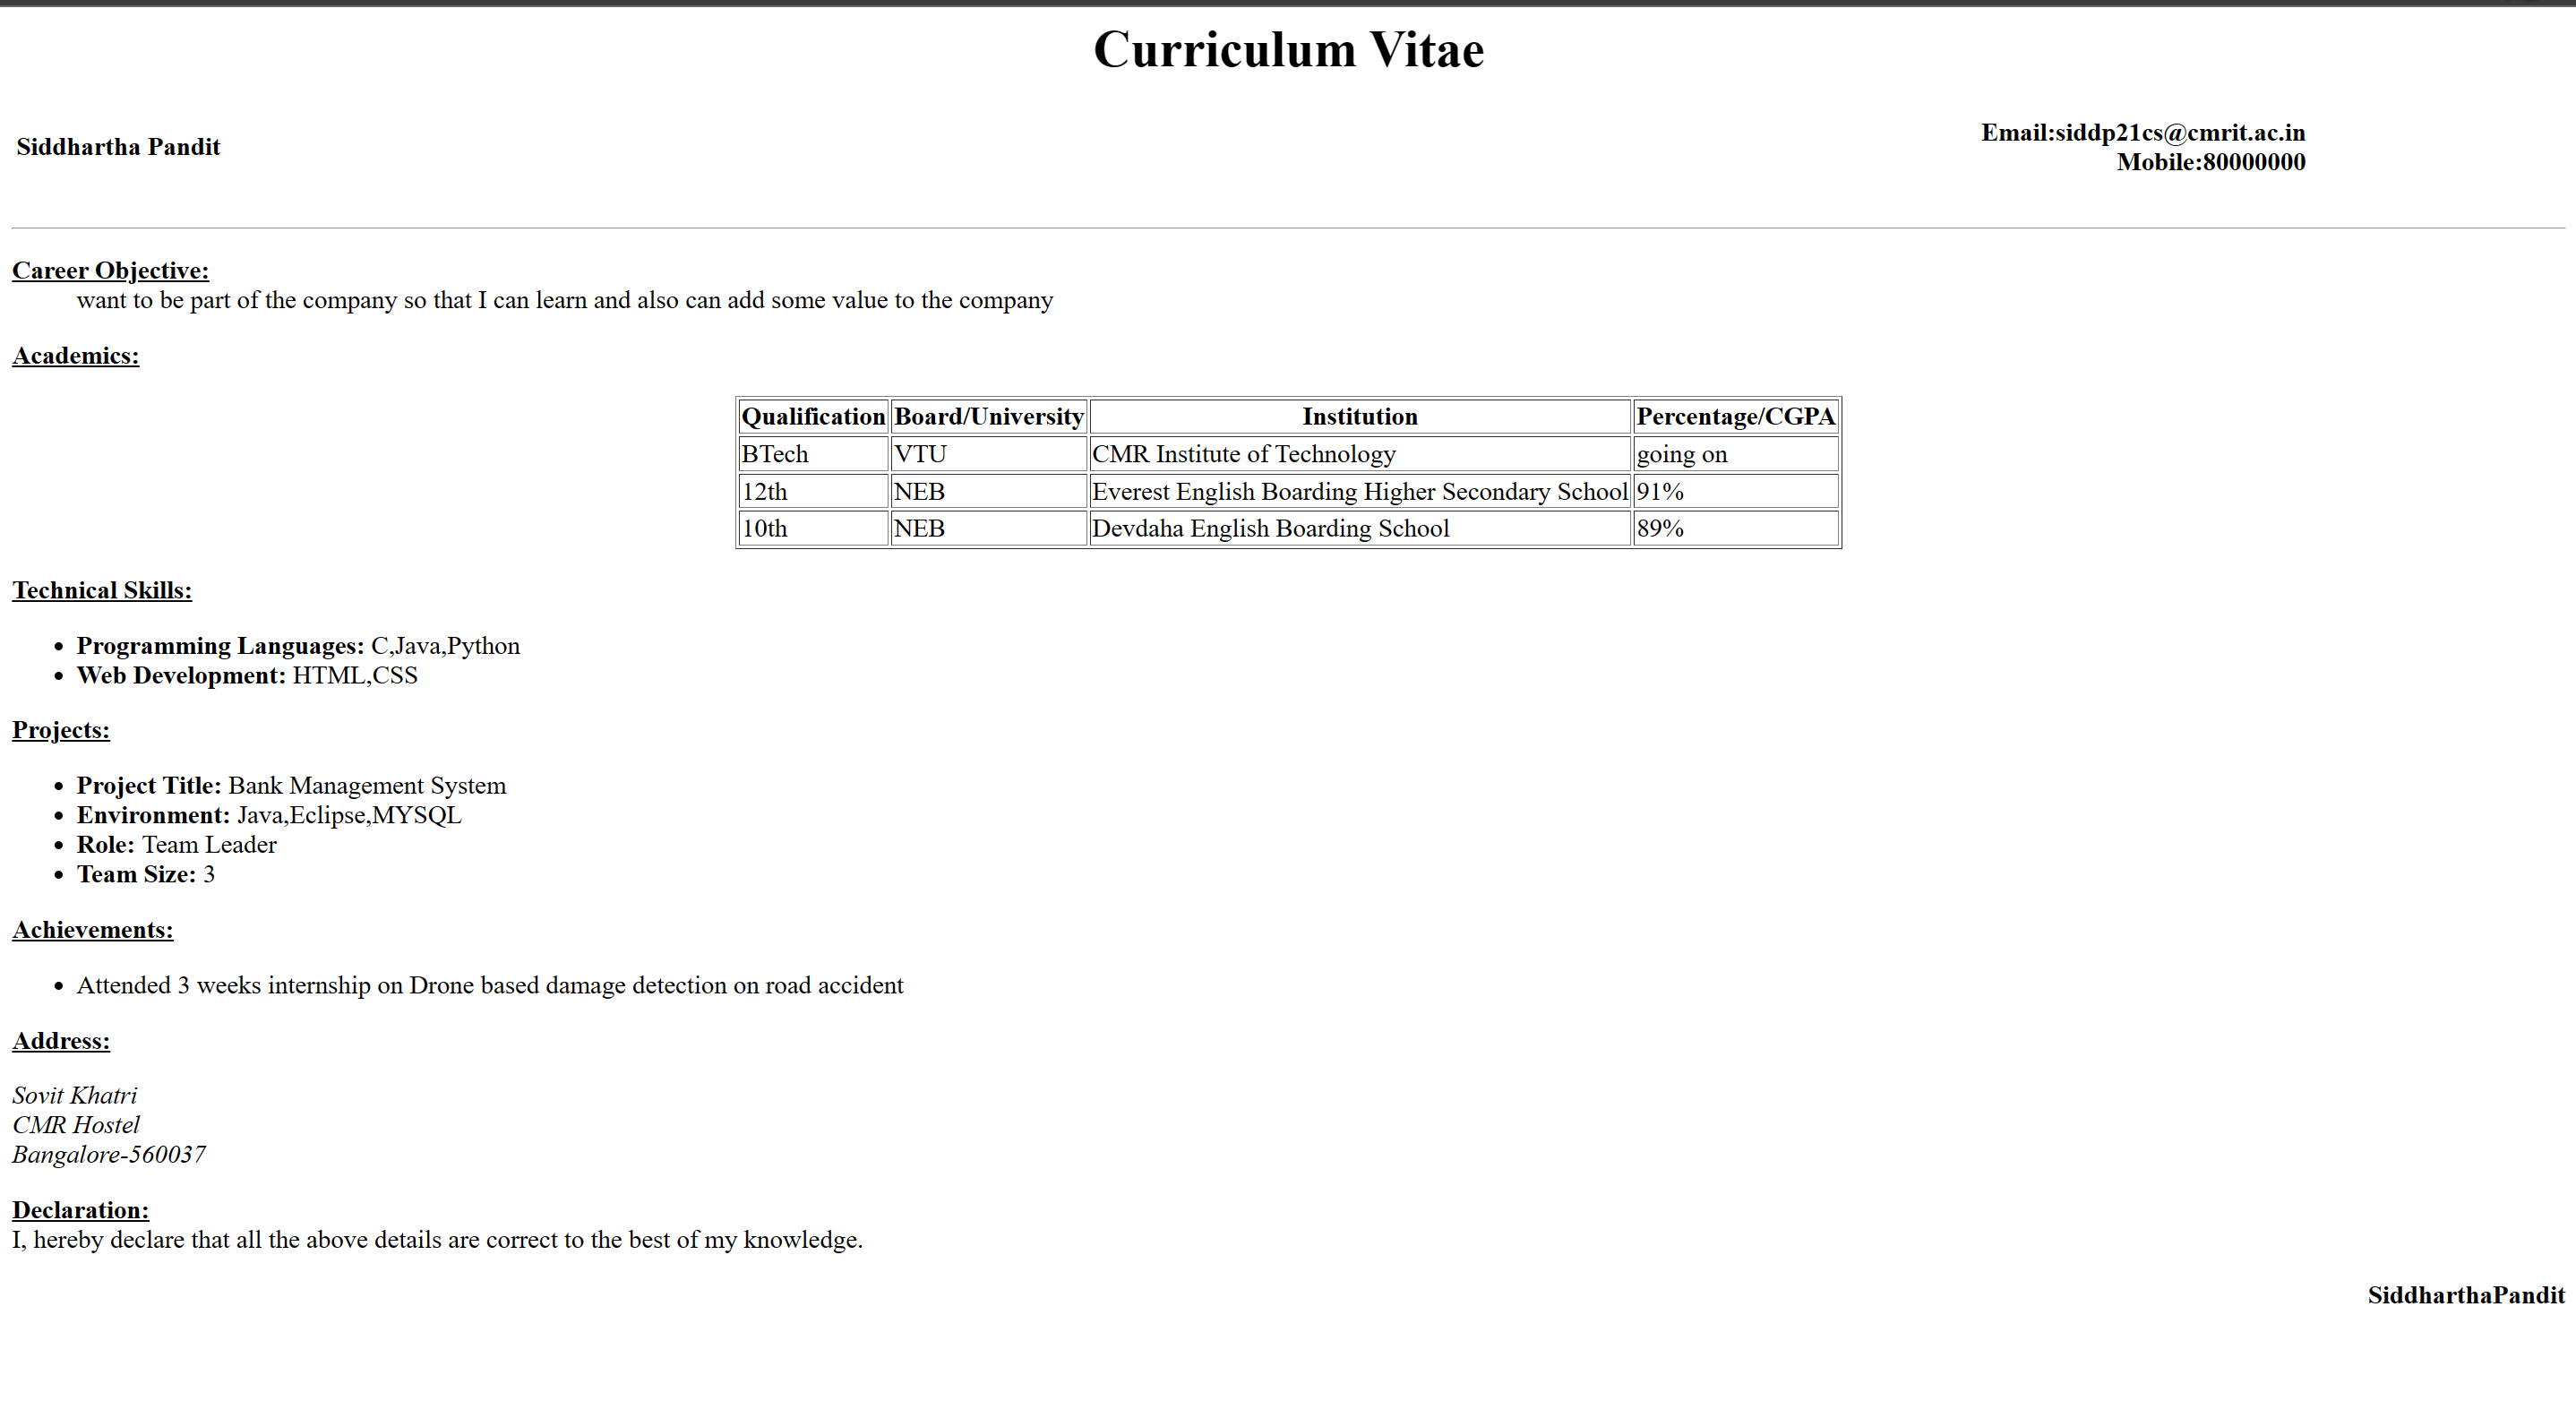 Curriculum Vitae
Siddhartha Pandit
Email:siddp21cs@cmrit.ac.in
Mobile:80000000
Career Objective:
want to be part of the company so that I can learn and also can add some value to the company
Academics:
Qualification Board/University Institution Percentage/CGPA
BTech VTU CMR Institute of Technology going on
12th NEB Everest English Boarding Higher Secondary School 91%
10th NEB Devdaha English Boarding School 89%
Technical Skills:
• Programming Languages: C,Java,Python
• Web Development: HTML,CSS
Projects:
• Project Title: Bank Management System
• Environment: Java,Eclipse,MYSQL
• Role: Team Leader
• Team Size: 3
Achievements:
• Attended 3 weeks internship on Drone based damage detection on road accident
Address:
Sovit Khatri
CMR Hostel
Bangalore-560037
Declaration:
I, hereby declare that all the above details are correct to the best of my knowledge.
SiddharthaPandit